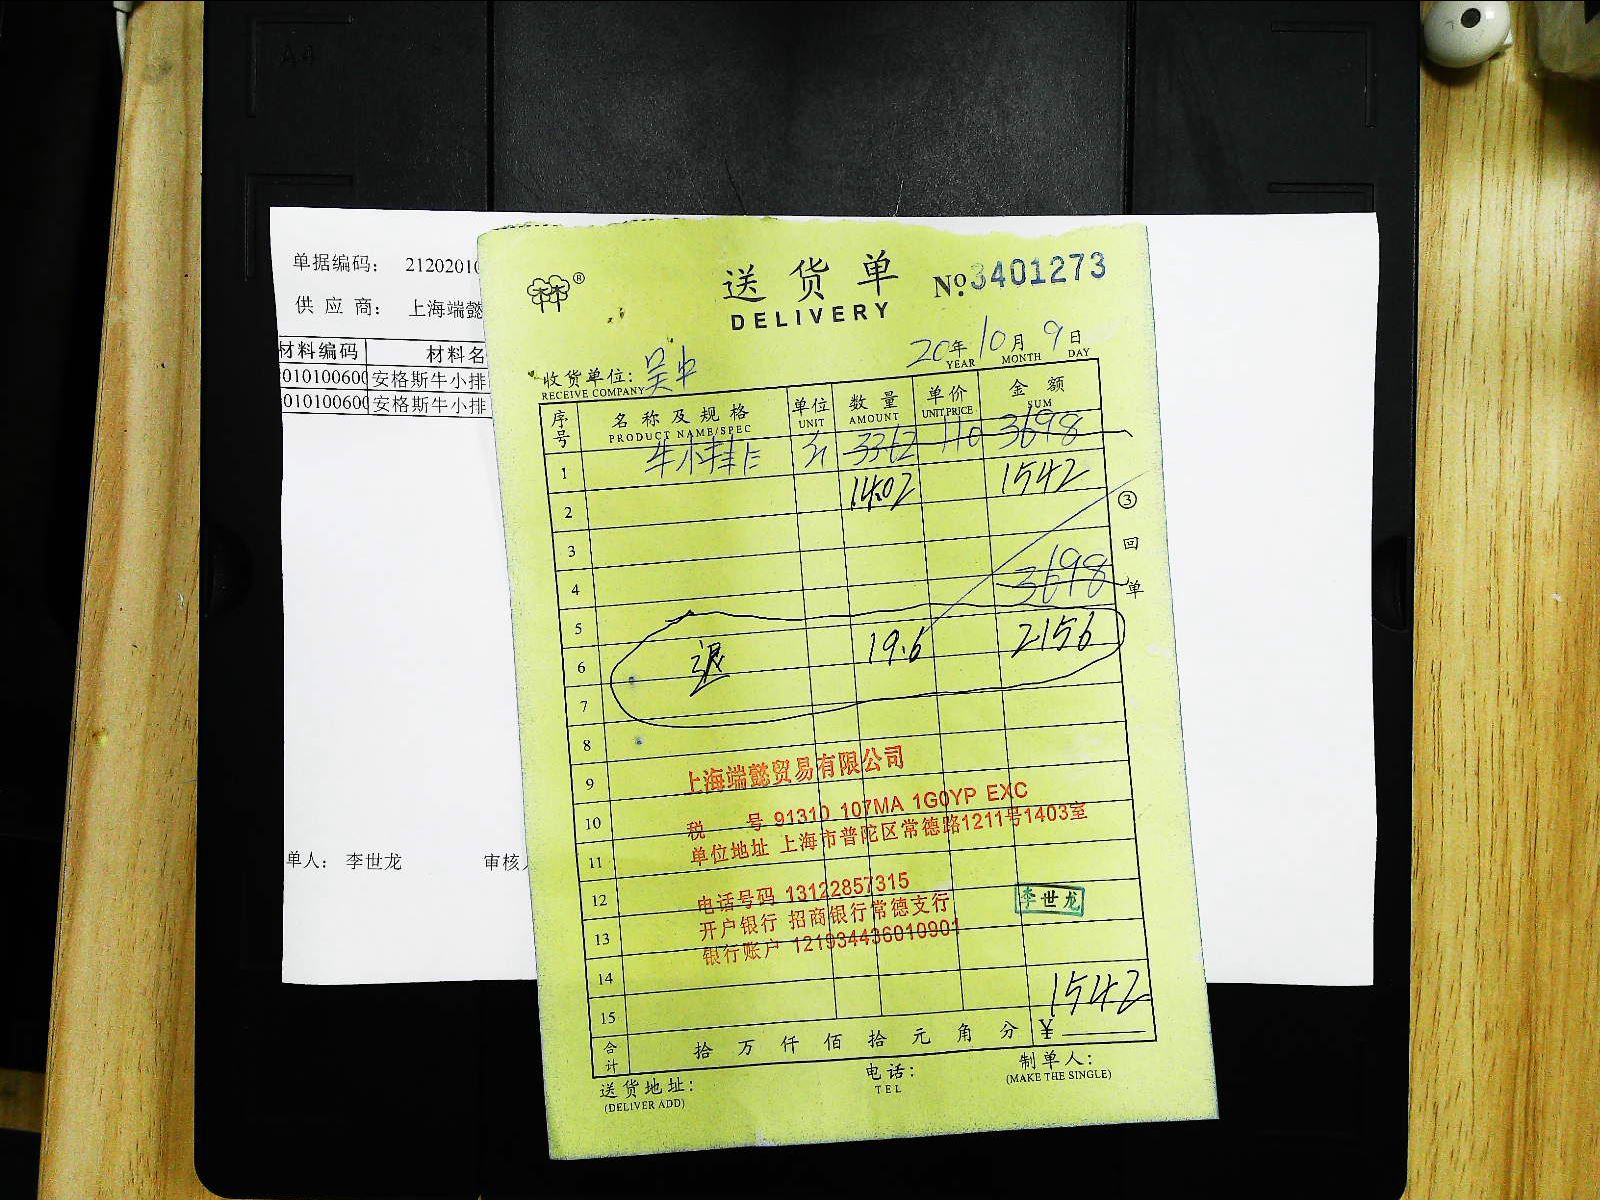 A4
单据编码： 21202010
供 应 商： 上海端懿
材料编码 材料名
010100600 安格斯牛小排
010100600 安格斯牛小排
单人： 李世龙 审核人
®
送 货 单
DELIVERY
№ 3401273
20 年 10 月 9 日
YEAR MONTH DAY
收货单位： 吴中
RECEIVE COMPANY
序号 名 称 及 规 格 单位 数 量 单价 金 额
PRODUCT NAME/SPEC UNIT AMOUNT UNIT,PRICE SUM
1 牛小排 斤 3362 110 3698
1402 1542
2
3
4 3698
5
6 退 19.6 2156
7
8
9
10
11
12
13
14
15
③ 回 单
上海端懿贸易有限公司
税 号 91310 107MA 1G0YP EXC
单位地址 上海市普陀区常德路1211号1403室
电话号码 13122857315
开户银行 招商银行常德支行
银行账户 121934436010901
李世龙
1542
合计 拾 万 仟 佰 拾 元 角 分 ¥
送货地址：
(DELIVER ADD)
电话：
TEL
制单人：
(MAKE THE SINGLE)